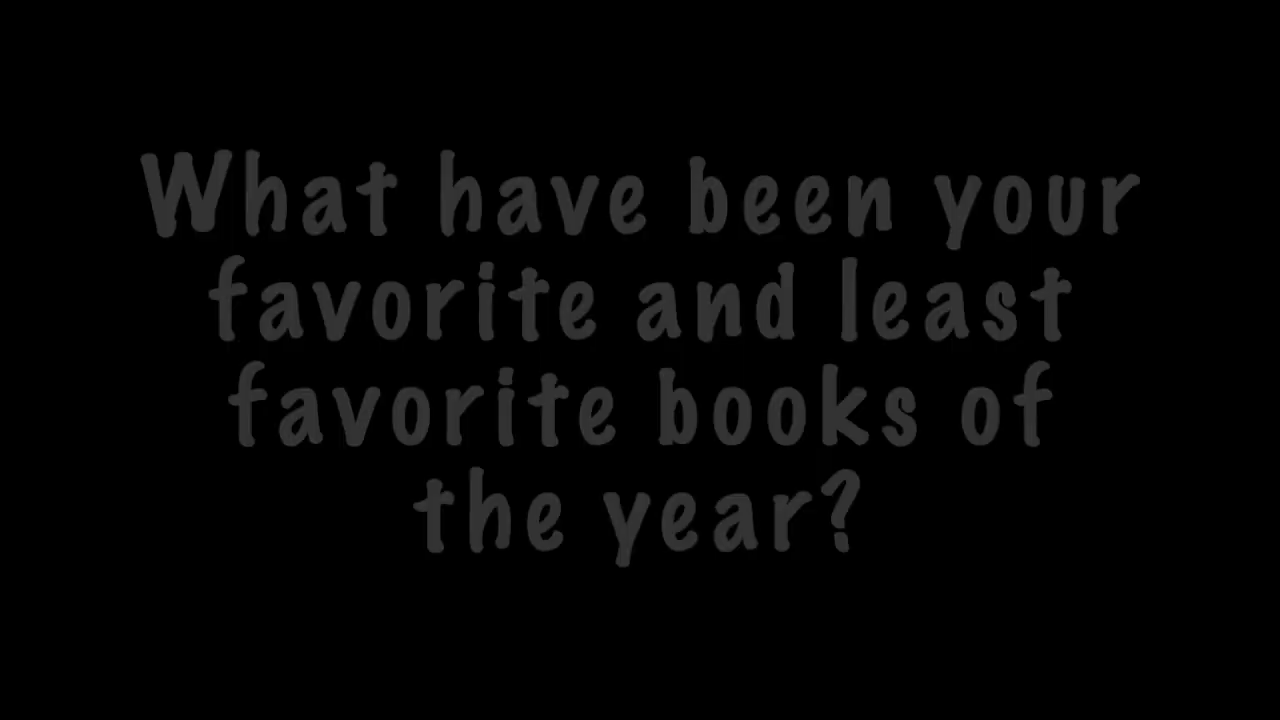 What have been your
favorite and least
favorite books of
the year?